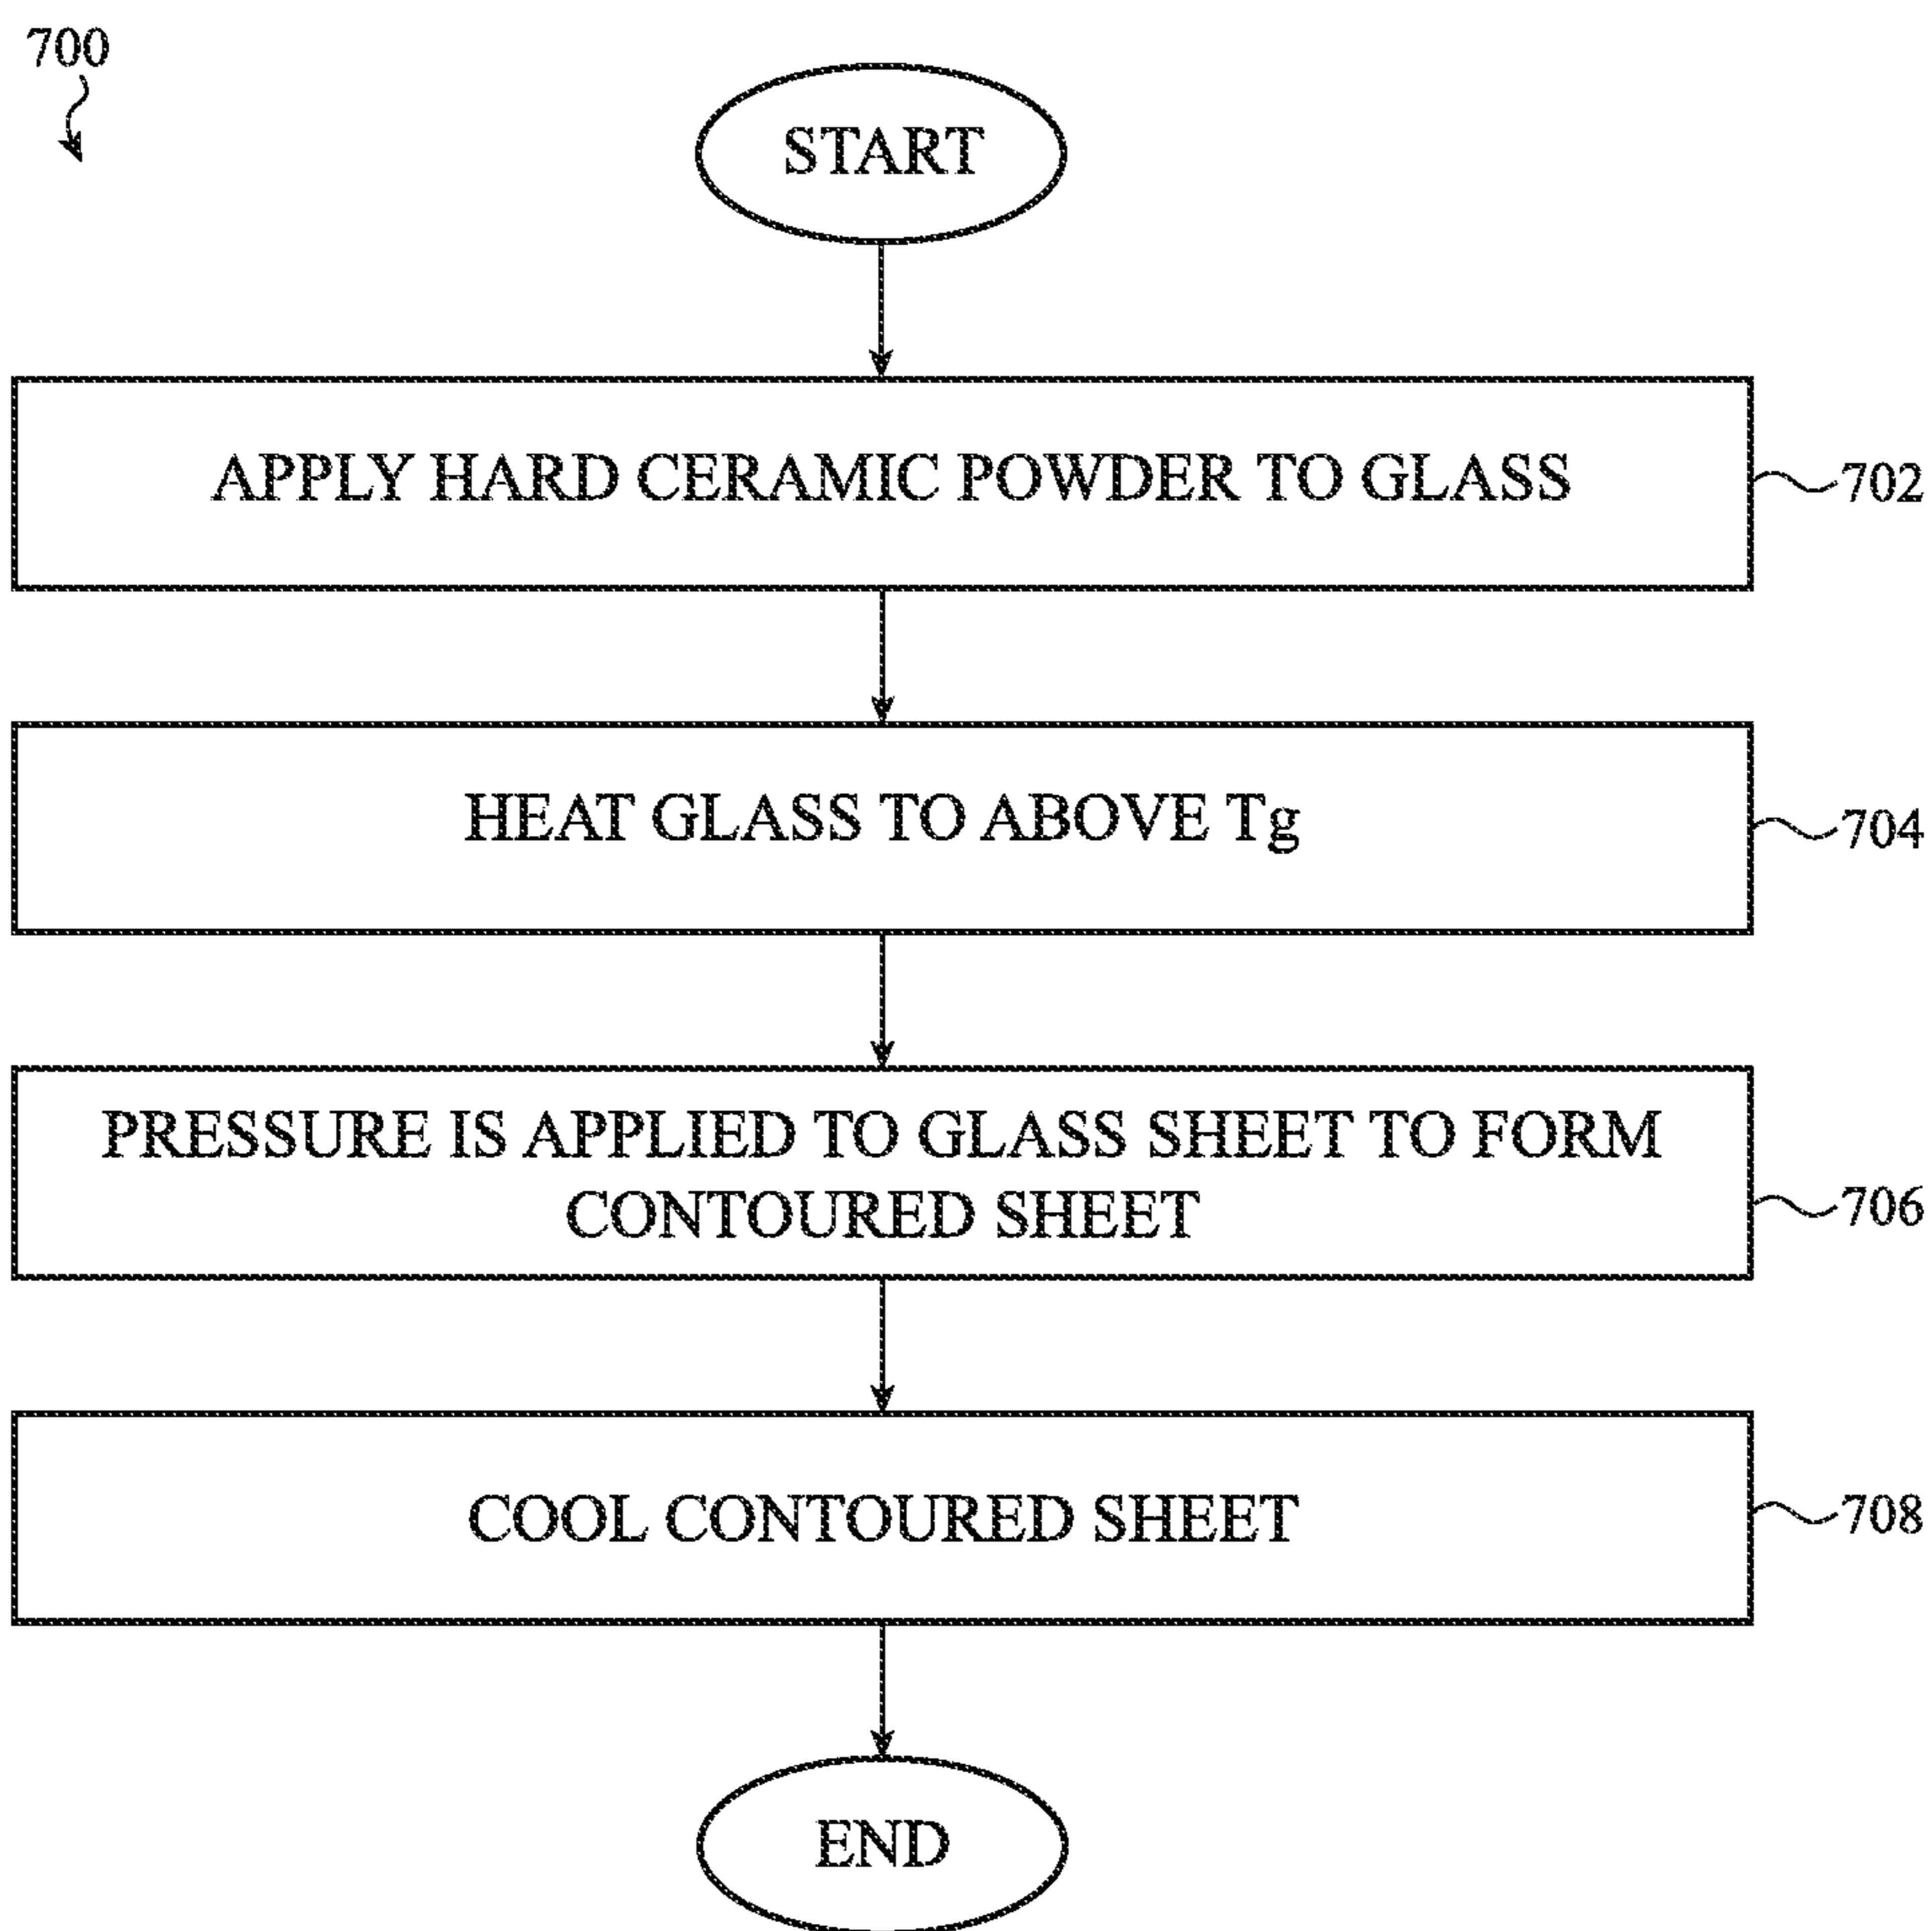 700
START
APPLY HARD CERAMIC POWDER TO GLASS
702
HEAT GLASS TO ABOVE Tg
704
PRESSURE IS APPLIED TO GLASS SHEET TO FORM
CONTOURED SHEET
706
COOL CONTOURED SHEET
708
END